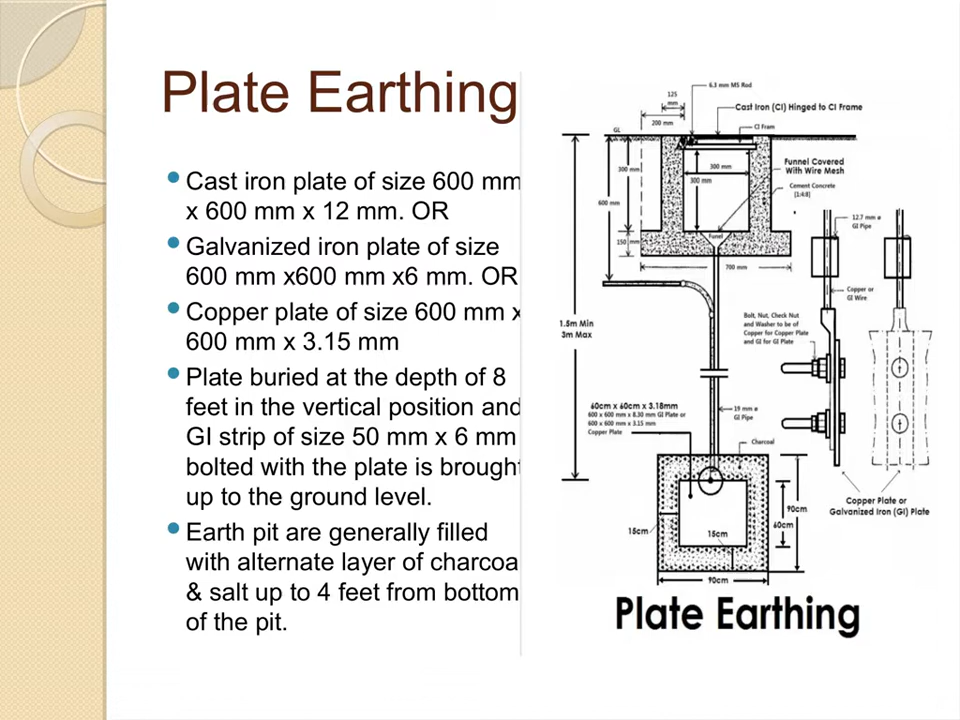 Plate Earthing
Cast iron plate of size 600 mm
x 600 mm x 12 mm. OR
Galvanized iron plate of size
600 mm x600 mm x6 mm. OR
Copper plate of size 600 mm x
600 mm x 3.15 mm
Plate buried at the depth of 8
feet in the vertical position and
GI strip of size 50 mm x 6 mm
bolted with the plate is brought
up to the ground level.
Earth pit are generally filled
with alternate layer of charcoa
& salt up to 4 feet from bottom
of the pit.
6.3 mm MS Rod
125
mm
Cast Iron (CI) Hinged to CI Frame
200 mm
CI Fram
GL
300 mm
300 mm
300 mm
Funnel Covered
With Wire Mesh
Cement Concrete
[1:4:8]
600 mm
12.7 mm ø
GI Pipe
Funel
150 mm
700 mm
Copper or
GI Wire
1.5m Min
3m Max
Bolt, Nut, Check Nut
and Washer to be of
Copper for Copper Plate
and GI for GI Plate
60cm x 60cm x 3.18mm
600 x 600 mm x 8.30 mm GI Plate or
600 x 600 mm x 3.15 mm
Copper Plate
19 mm ø
GI Pipe
Charcoal
Copper Plate or
Galvanized Iron (GI) Plate
90cm
60cm
15cm
15cm
90cm
Plate Earthing